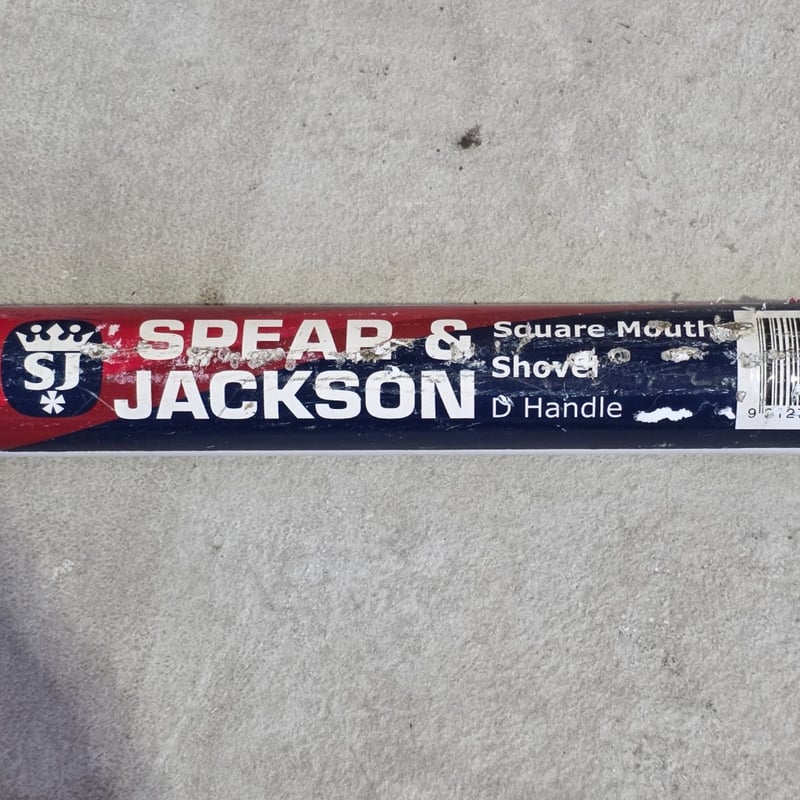 SJ
SPEAR &
JACKSON
Square Mouth
Shovel
D Handle